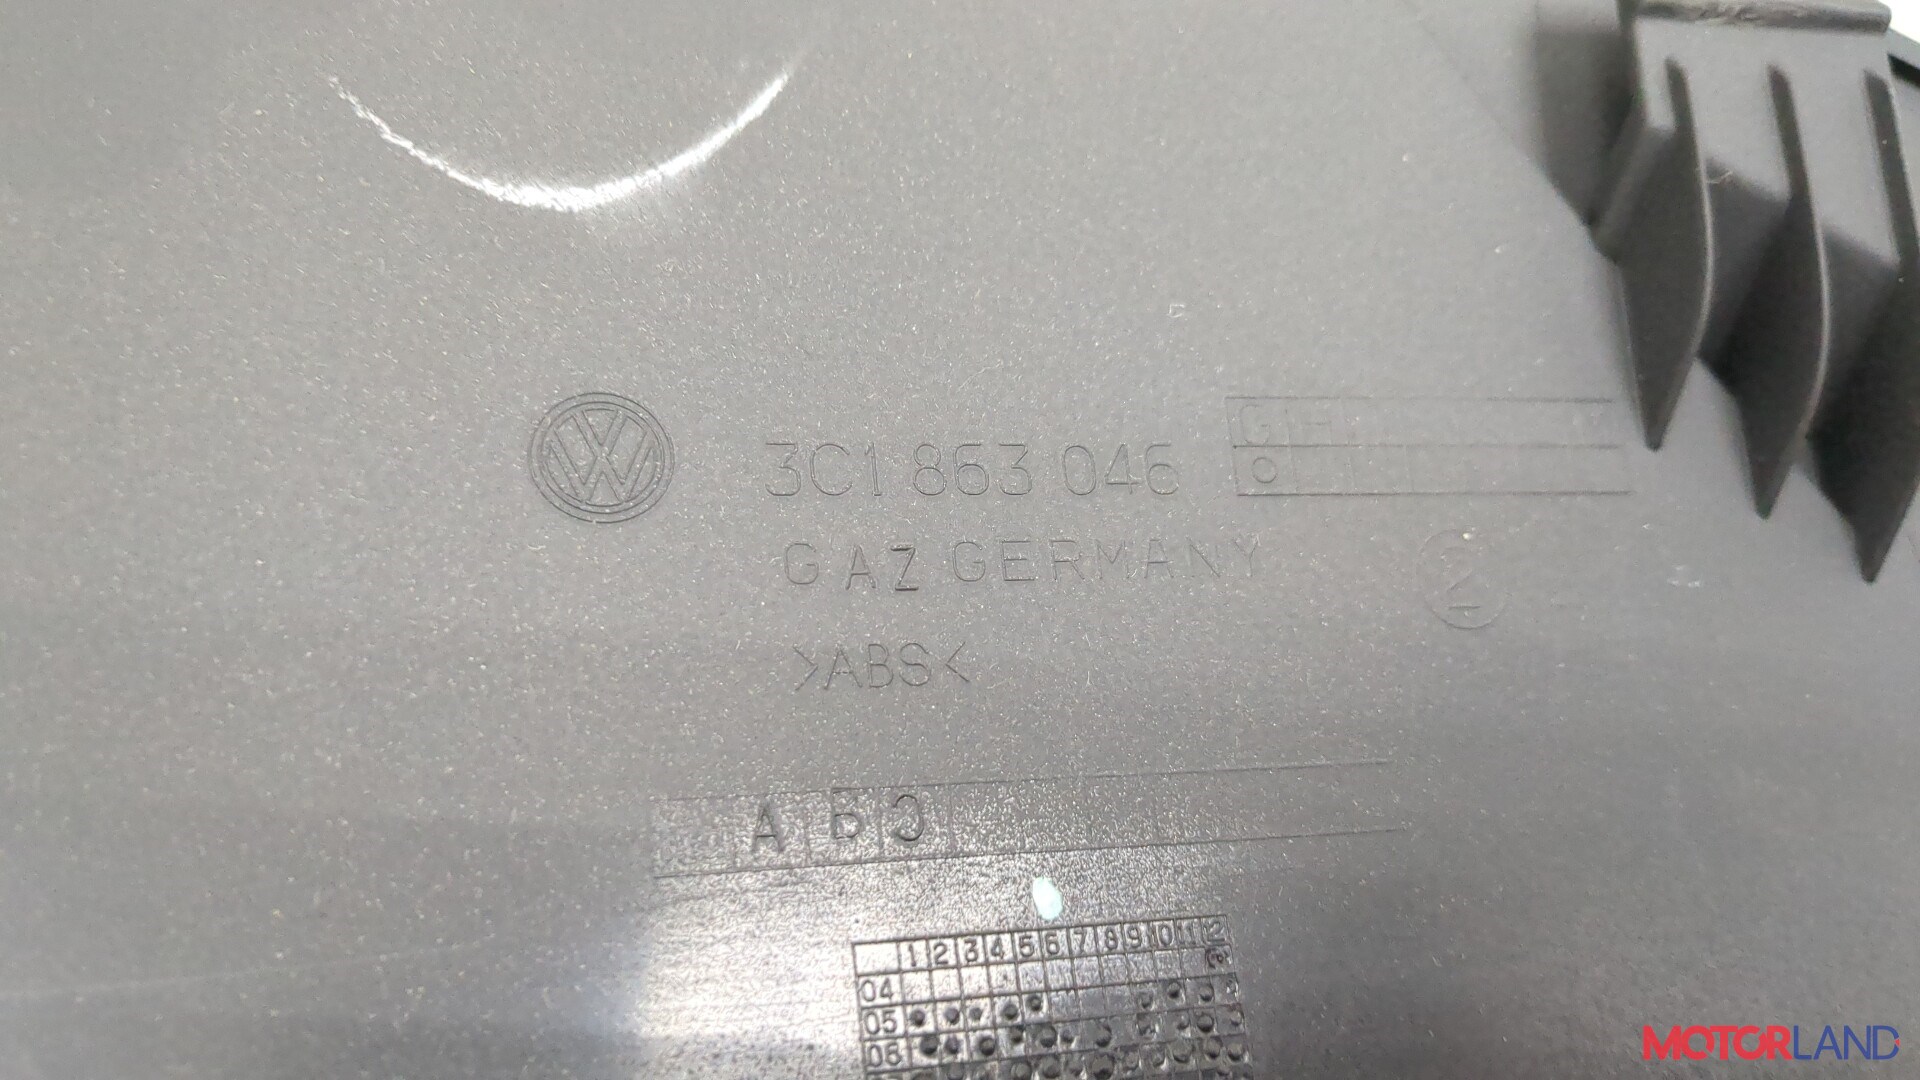 3C1 863 046
G H
O
GAZ GERMANY
2
>ABS<
A B C
1 2 3 4 5 6 7 8 9 10 11 12
04
05
06
MOTORLAND